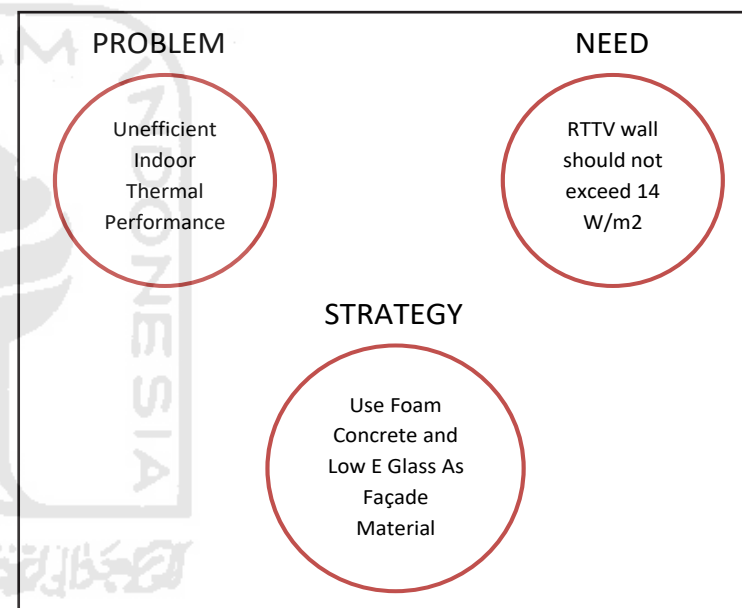 PROBLEM
NEED
Unefficient
Indoor
Thermal
Performance
RTTV wall
should not
exceed 14
W/m2
STRATEGY
Use Foam
Concrete and
Low E Glass As
Façade
Material
INDONESIA